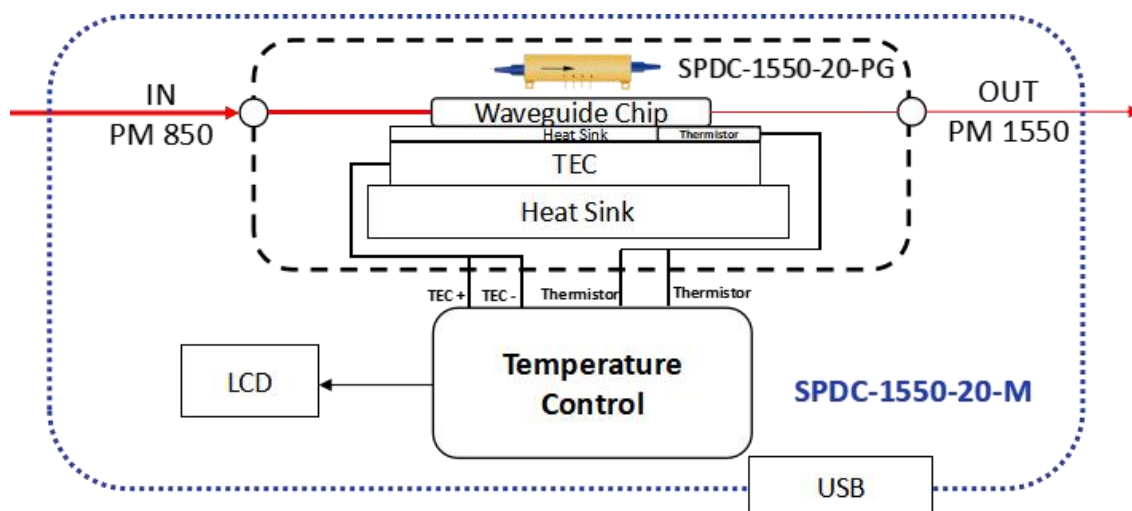 SPDC-1550-20-PG
IN
PM 850
Waveguide Chip
OUT
PM 1550
Heat Sink
Thermistor
TEC
Heat Sink
TEC +
TEC -
Thermistor
Thermistor
Temperature
Control
LCD
SPDC-1550-20-M
USB